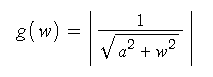 g(w) = | 1 / √(a² + w²) |